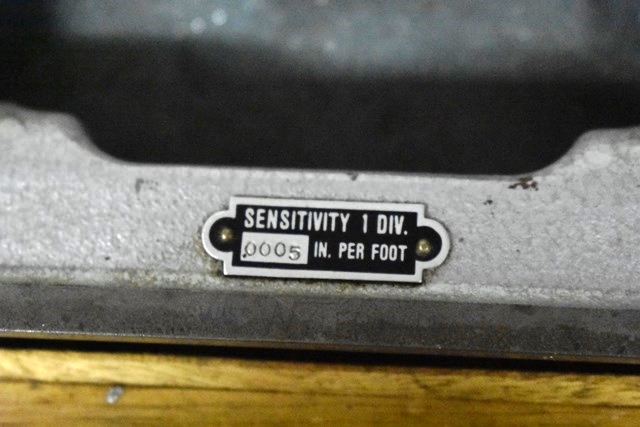 SENSITIVITY 1 DIV.
.0005 IN. PER FOOT